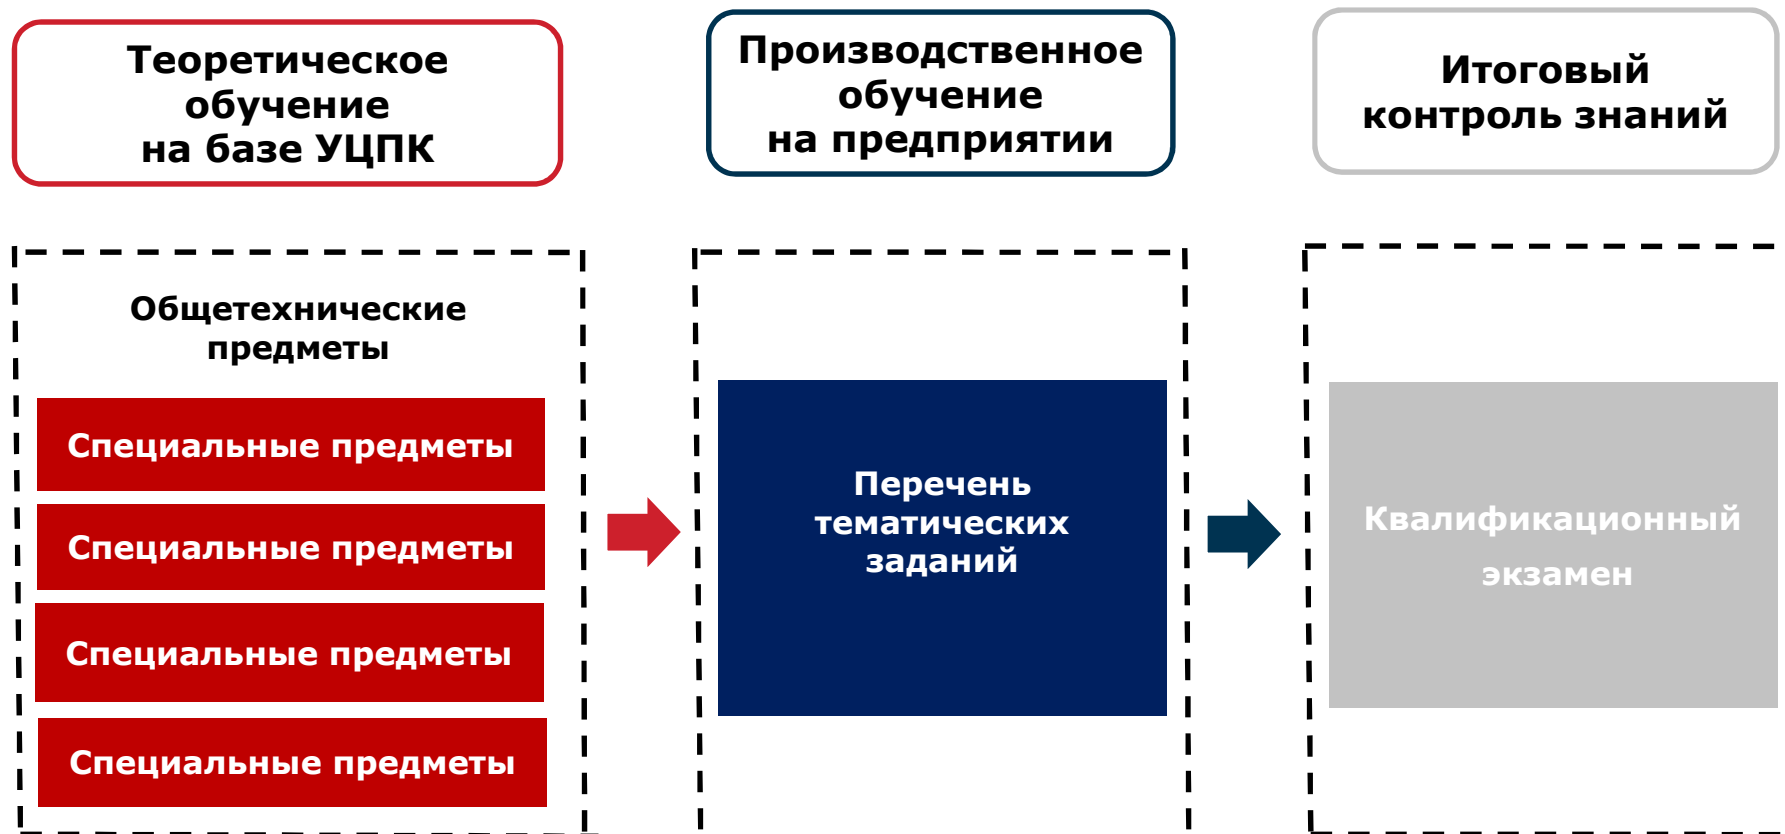 Теоретическое
обучение
на базе УЦПК
Производственное
обучение
на предприятии
Итоговый
контроль знаний
Общетехнические
предметы
Специальные предметы
Специальные предметы
Специальные предметы
Специальные предметы
Перечень
тематических
заданий
Квалификационный
экзамен